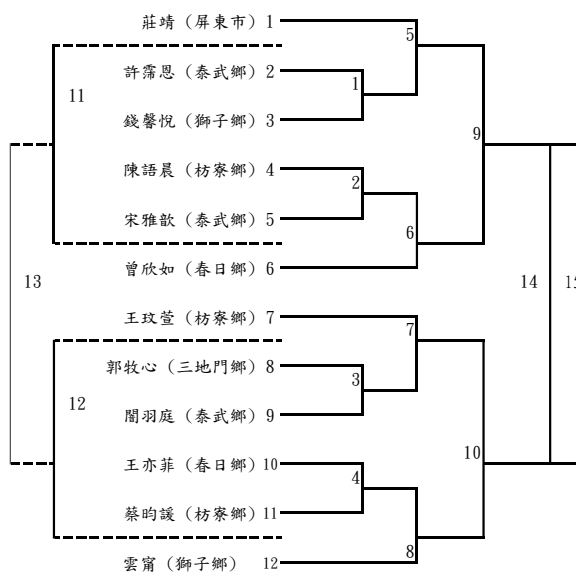 莊靖（屏東市）1
5
許霈恩（泰武鄉）2
1
11
錢馨悅（獅子鄉）3
9
陳語晨（枋寮鄉）4
2
宋雅歆（泰武鄉）5
6
曾欣如（春日鄉）6
13
14
15
王玟萱（枋寮鄉）7
7
郭牧心（三地門鄉）8
3
12
閻羽庭（泰武鄉）9
10
王亦菲（春日鄉）10
4
蔡昀媛（枋寮鄉）11
8
雲甯（獅子鄉）12